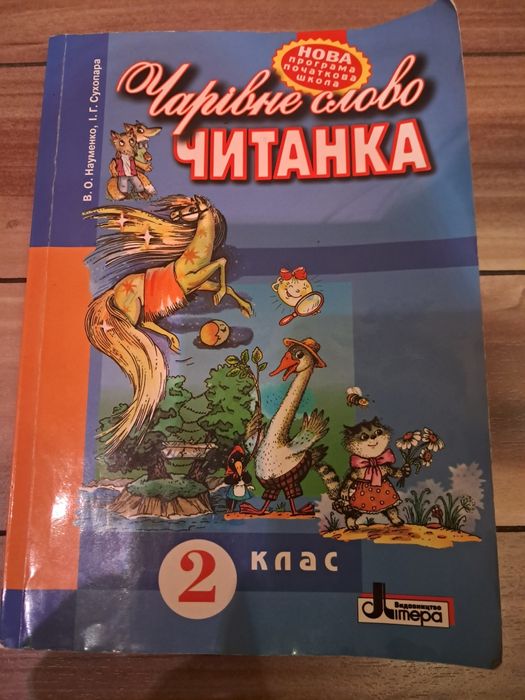 НОВА
програма
початкова
школа
Чарівне слово
ЧИТАНКА
В. О. Науменко, І. Г. Сухопара
2 клас
Видавництво
Літера